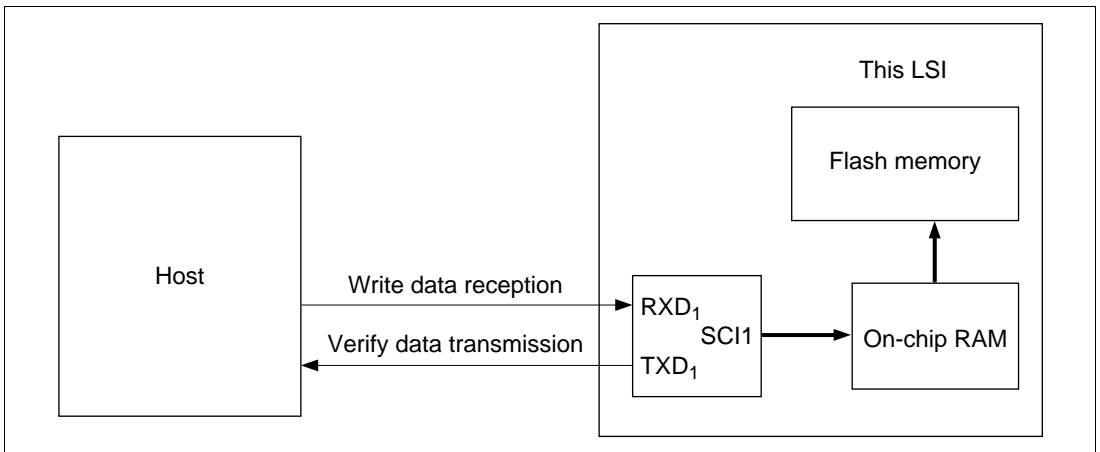 This LSI
Flash memory
Host
Write data reception
Verify data transmission
RXD₁
SCI1
TXD₁
On-chip RAM